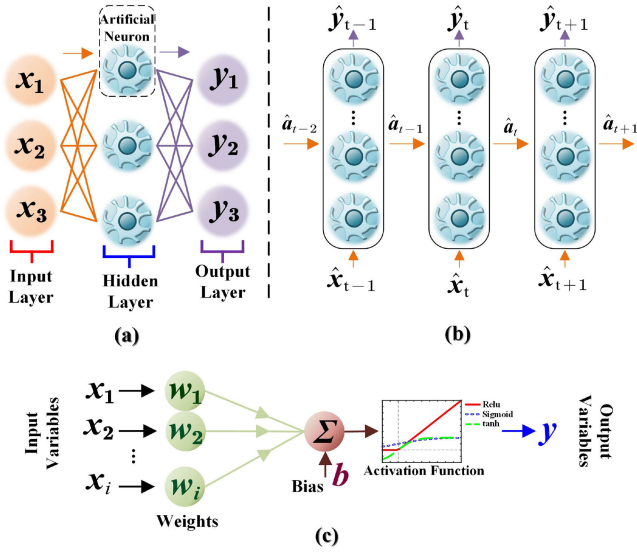 Artificial
Neuron
x1 y1
x2 y2
x3 y3
Input
Layer
Hidden
Layer
Output
Layer
(a)
ŷt−1 ŷt ŷt+1
...
...
...
ât−2 ât−1 ât ât+1
x̂t−1 x̂t x̂t+1
(b)
Input
Variables
x1 w1
x2 w2
...
xi wi
Weights
Σ
Bias b
Relu
Sigmoid
tanh
Activation Function
y
Output
Variables
(c)